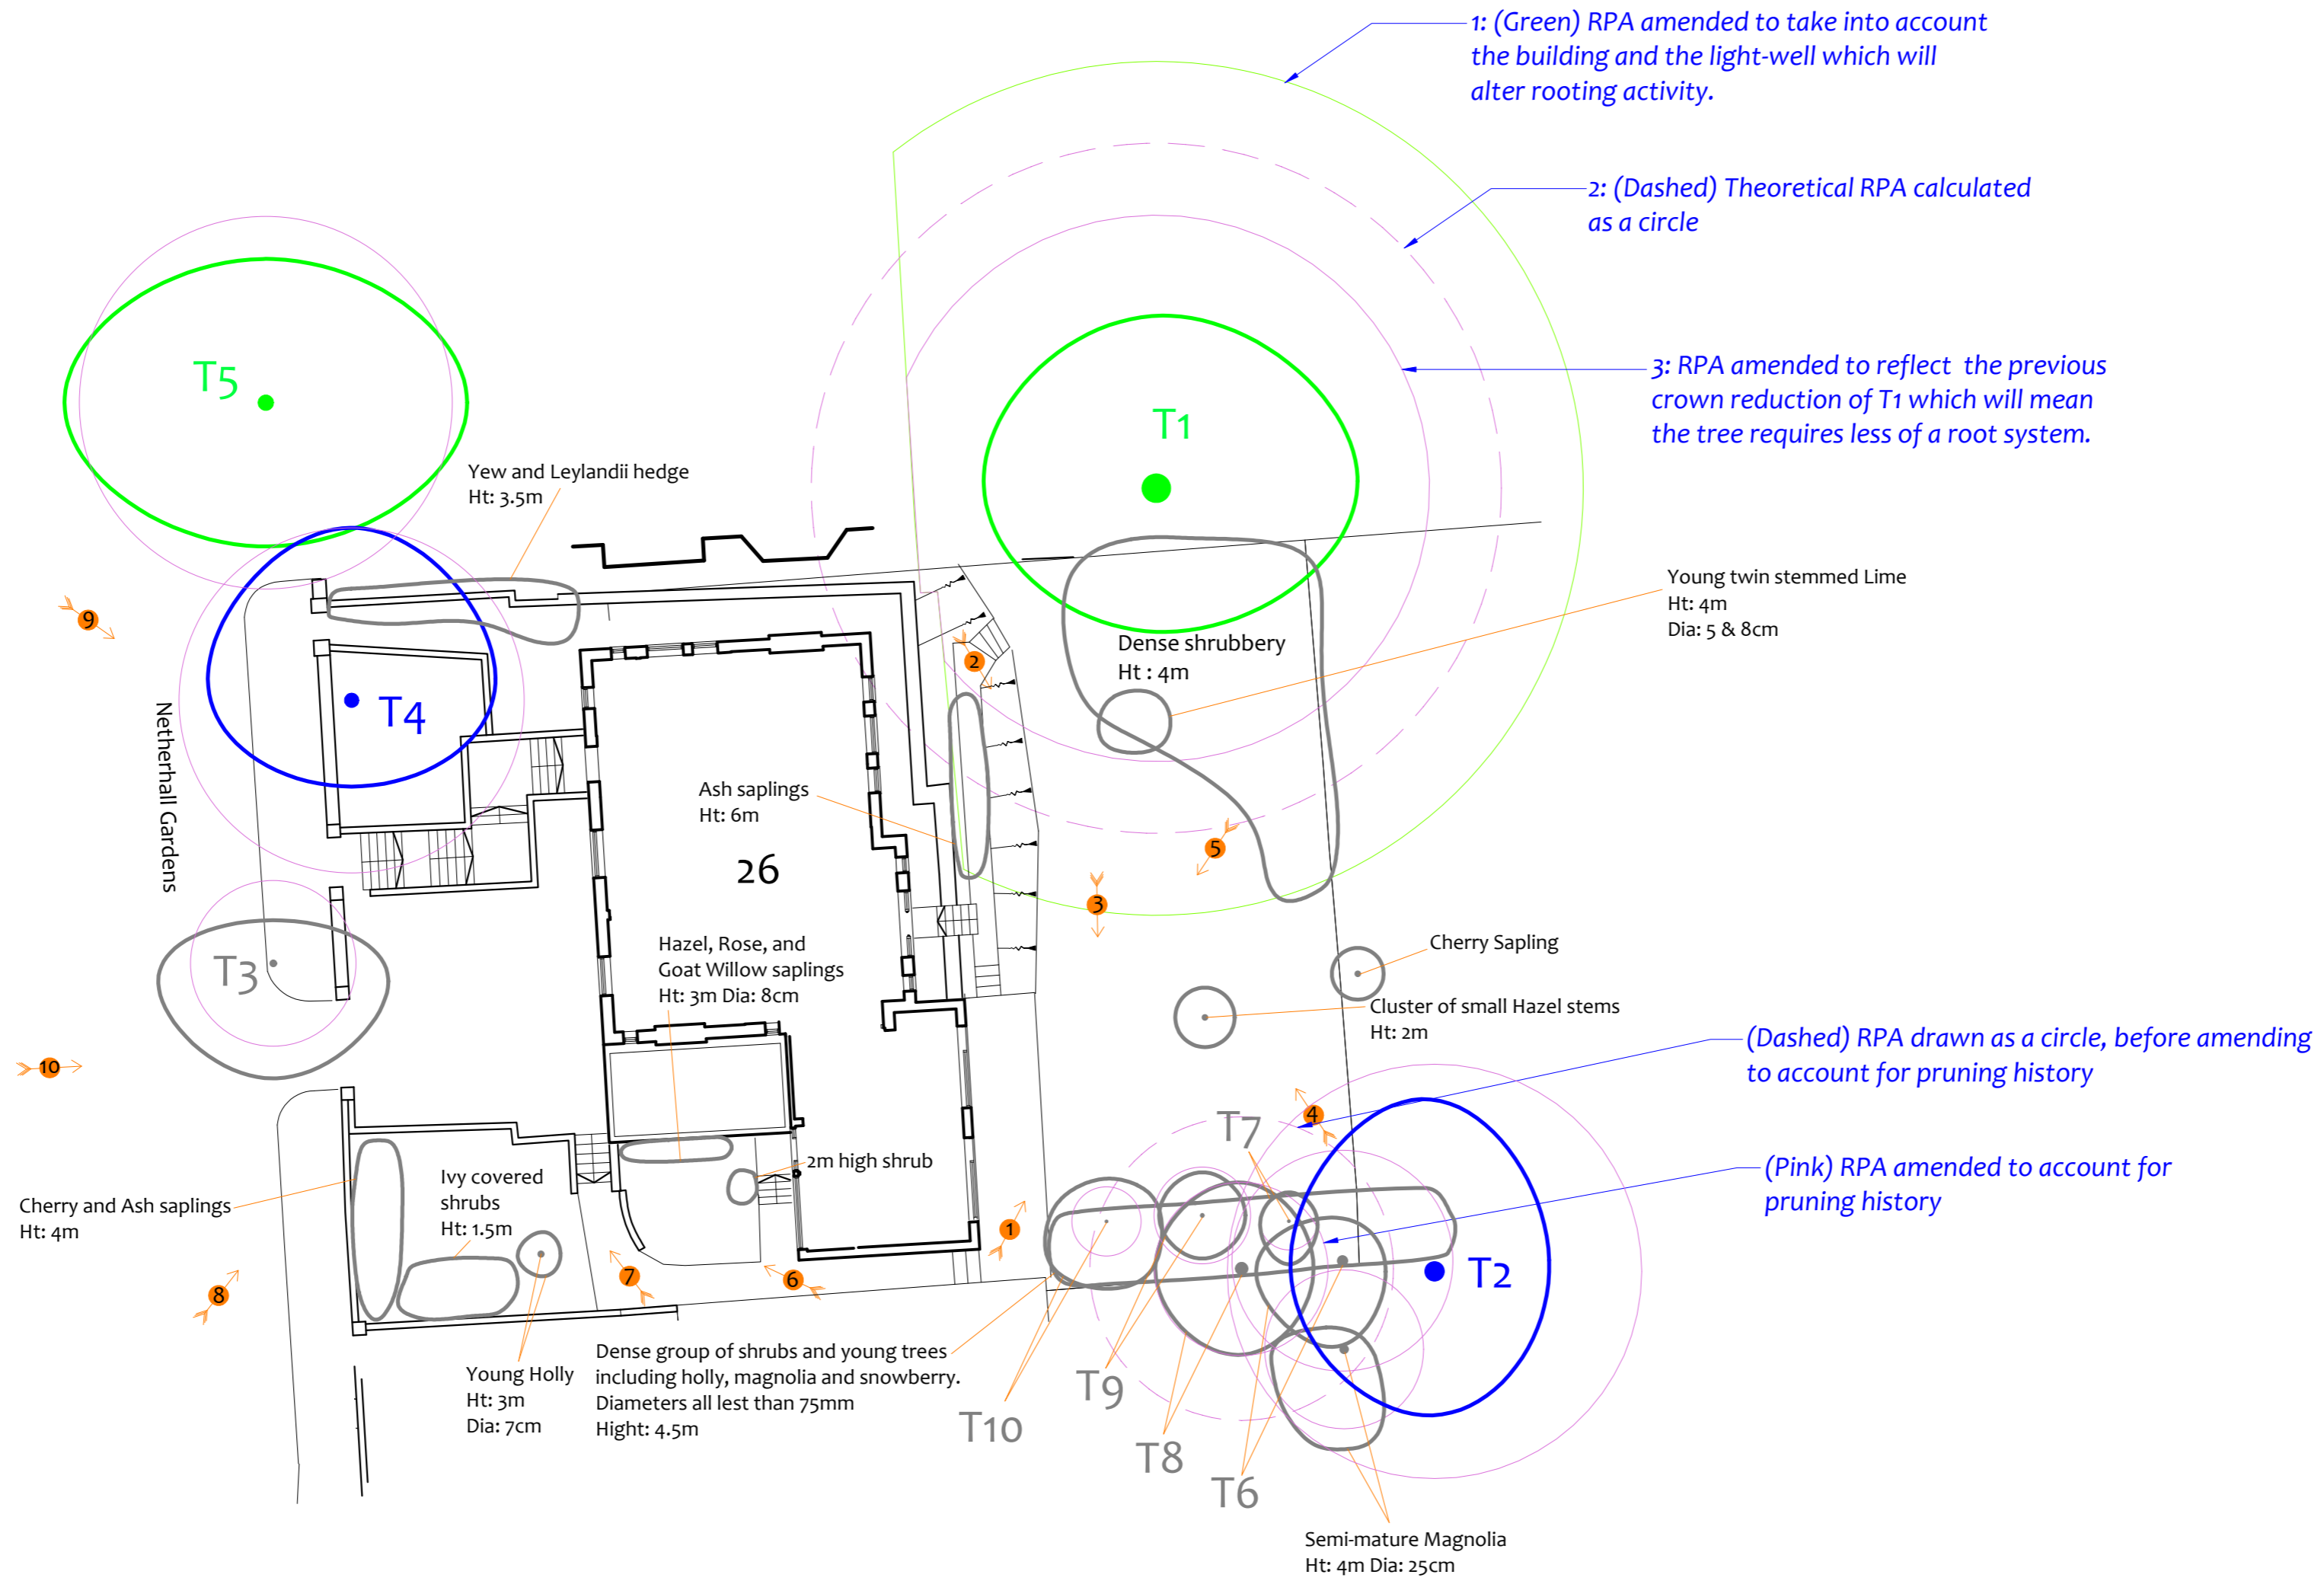 1: (Green) RPA amended to take into account
the building and the light-well which will
alter rooting activity.
2: (Dashed) Theoretical RPA calculated
as a circle
3: RPA amended to reflect the previous
crown reduction of T1 which will mean
the tree requires less of a root system.
T5
T1
Yew and Leylandii hedge
Ht: 3.5m
Young twin stemmed Lime
Ht: 4m
Dia: 5 & 8cm
9
Dense shrubbery
Ht : 4m
2
T4
Netherhall Gardens
Ash saplings
Ht: 6m
26
5
3
Hazel, Rose, and
Goat Willow saplings
Ht: 3m Dia: 8cm
T3
Cherry Sapling
Cluster of small Hazel stems
Ht: 2m
10
(Dashed) RPA drawn as a circle, before amending
to account for pruning history
4
T7
2m high shrub
Ivy covered
shrubs
Ht: 1.5m
(Pink) RPA amended to account for
pruning history
Cherry and Ash saplings
Ht: 4m
1
T2
7
6
8
Young Holly
Ht: 3m
Dia: 7cm
Dense group of shrubs and young trees
including holly, magnolia and snowberry.
Diameters all lest than 75mm
Hight: 4.5m
T10
T9
T8
T6
Semi-mature Magnolia
Ht: 4m Dia: 25cm